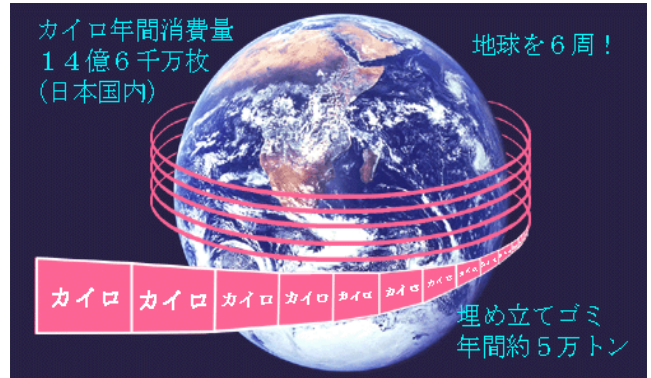 カイロ年間消費量
１４億６千万枚
(日本国内)
地球を６周！
カイロ カイロ カイロ カイロ カイロ カイロ カイロ カイロ
埋め立てゴミ
年間約５万トン